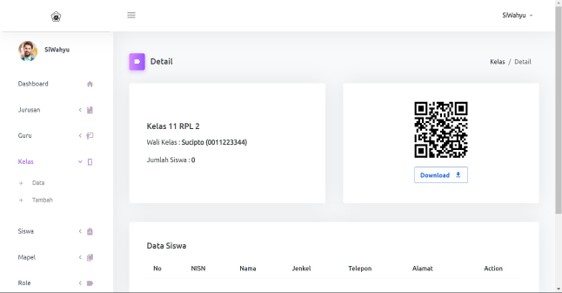 SiWahyu
SiWahyu
Dashboard
Jurusan
Guru
Kelas
Data
Tambah
Siswa
Mapel
Role
Detail
Kelas / Detail
Kelas 11 RPL 2
Wali Kelas : Sucipto (0011223344)
Jumlah Siswa : 0
Download
Data Siswa
No NISN Nama Jenkel Telepon Alamat Action